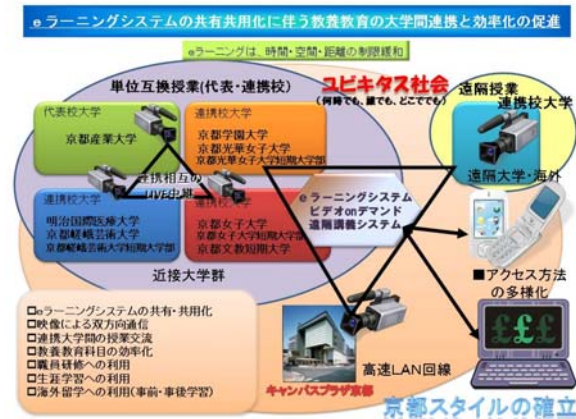 eラーニングシステムの共有共用化に伴う教養教育の大学間連携と効率化の促進
eラーニングは、時間・空間・距離の制限緩和
単位互換授業(代表・連携校)
ユビキタス社会
(何時でも、誰でも、どこででも)
遠隔授業
連携校大学
遠隔大学・海外
代表校大学
京都産業大学
連携校大学
京都学園大学
京都光華女子大学
京都光華女子大学短期大学部
連携相互の
LIVE中継
連携校大学
明治国際医療大学
京都嵯峨芸術大学
京都嵯峨芸術大学短期大学部
連携校大学
京都女子大学
京都女子大学短期大学部
京都文教短期大学
近接大学群
eラーニングシステム
ビデオonデマンド
遠隔講義システム
■アクセス方法
の多様化
□eラーニングシステムの共有・共用化
□映像による双方向通信
□連携大学間の授業交流
□教養教育科目の効率化
□職員研修への利用
□生涯学習への利用
□海外留学への利用(事前・事後学習)
キャンパスプラザ京都
高速LAN回線
£££
京都スタイルの確立